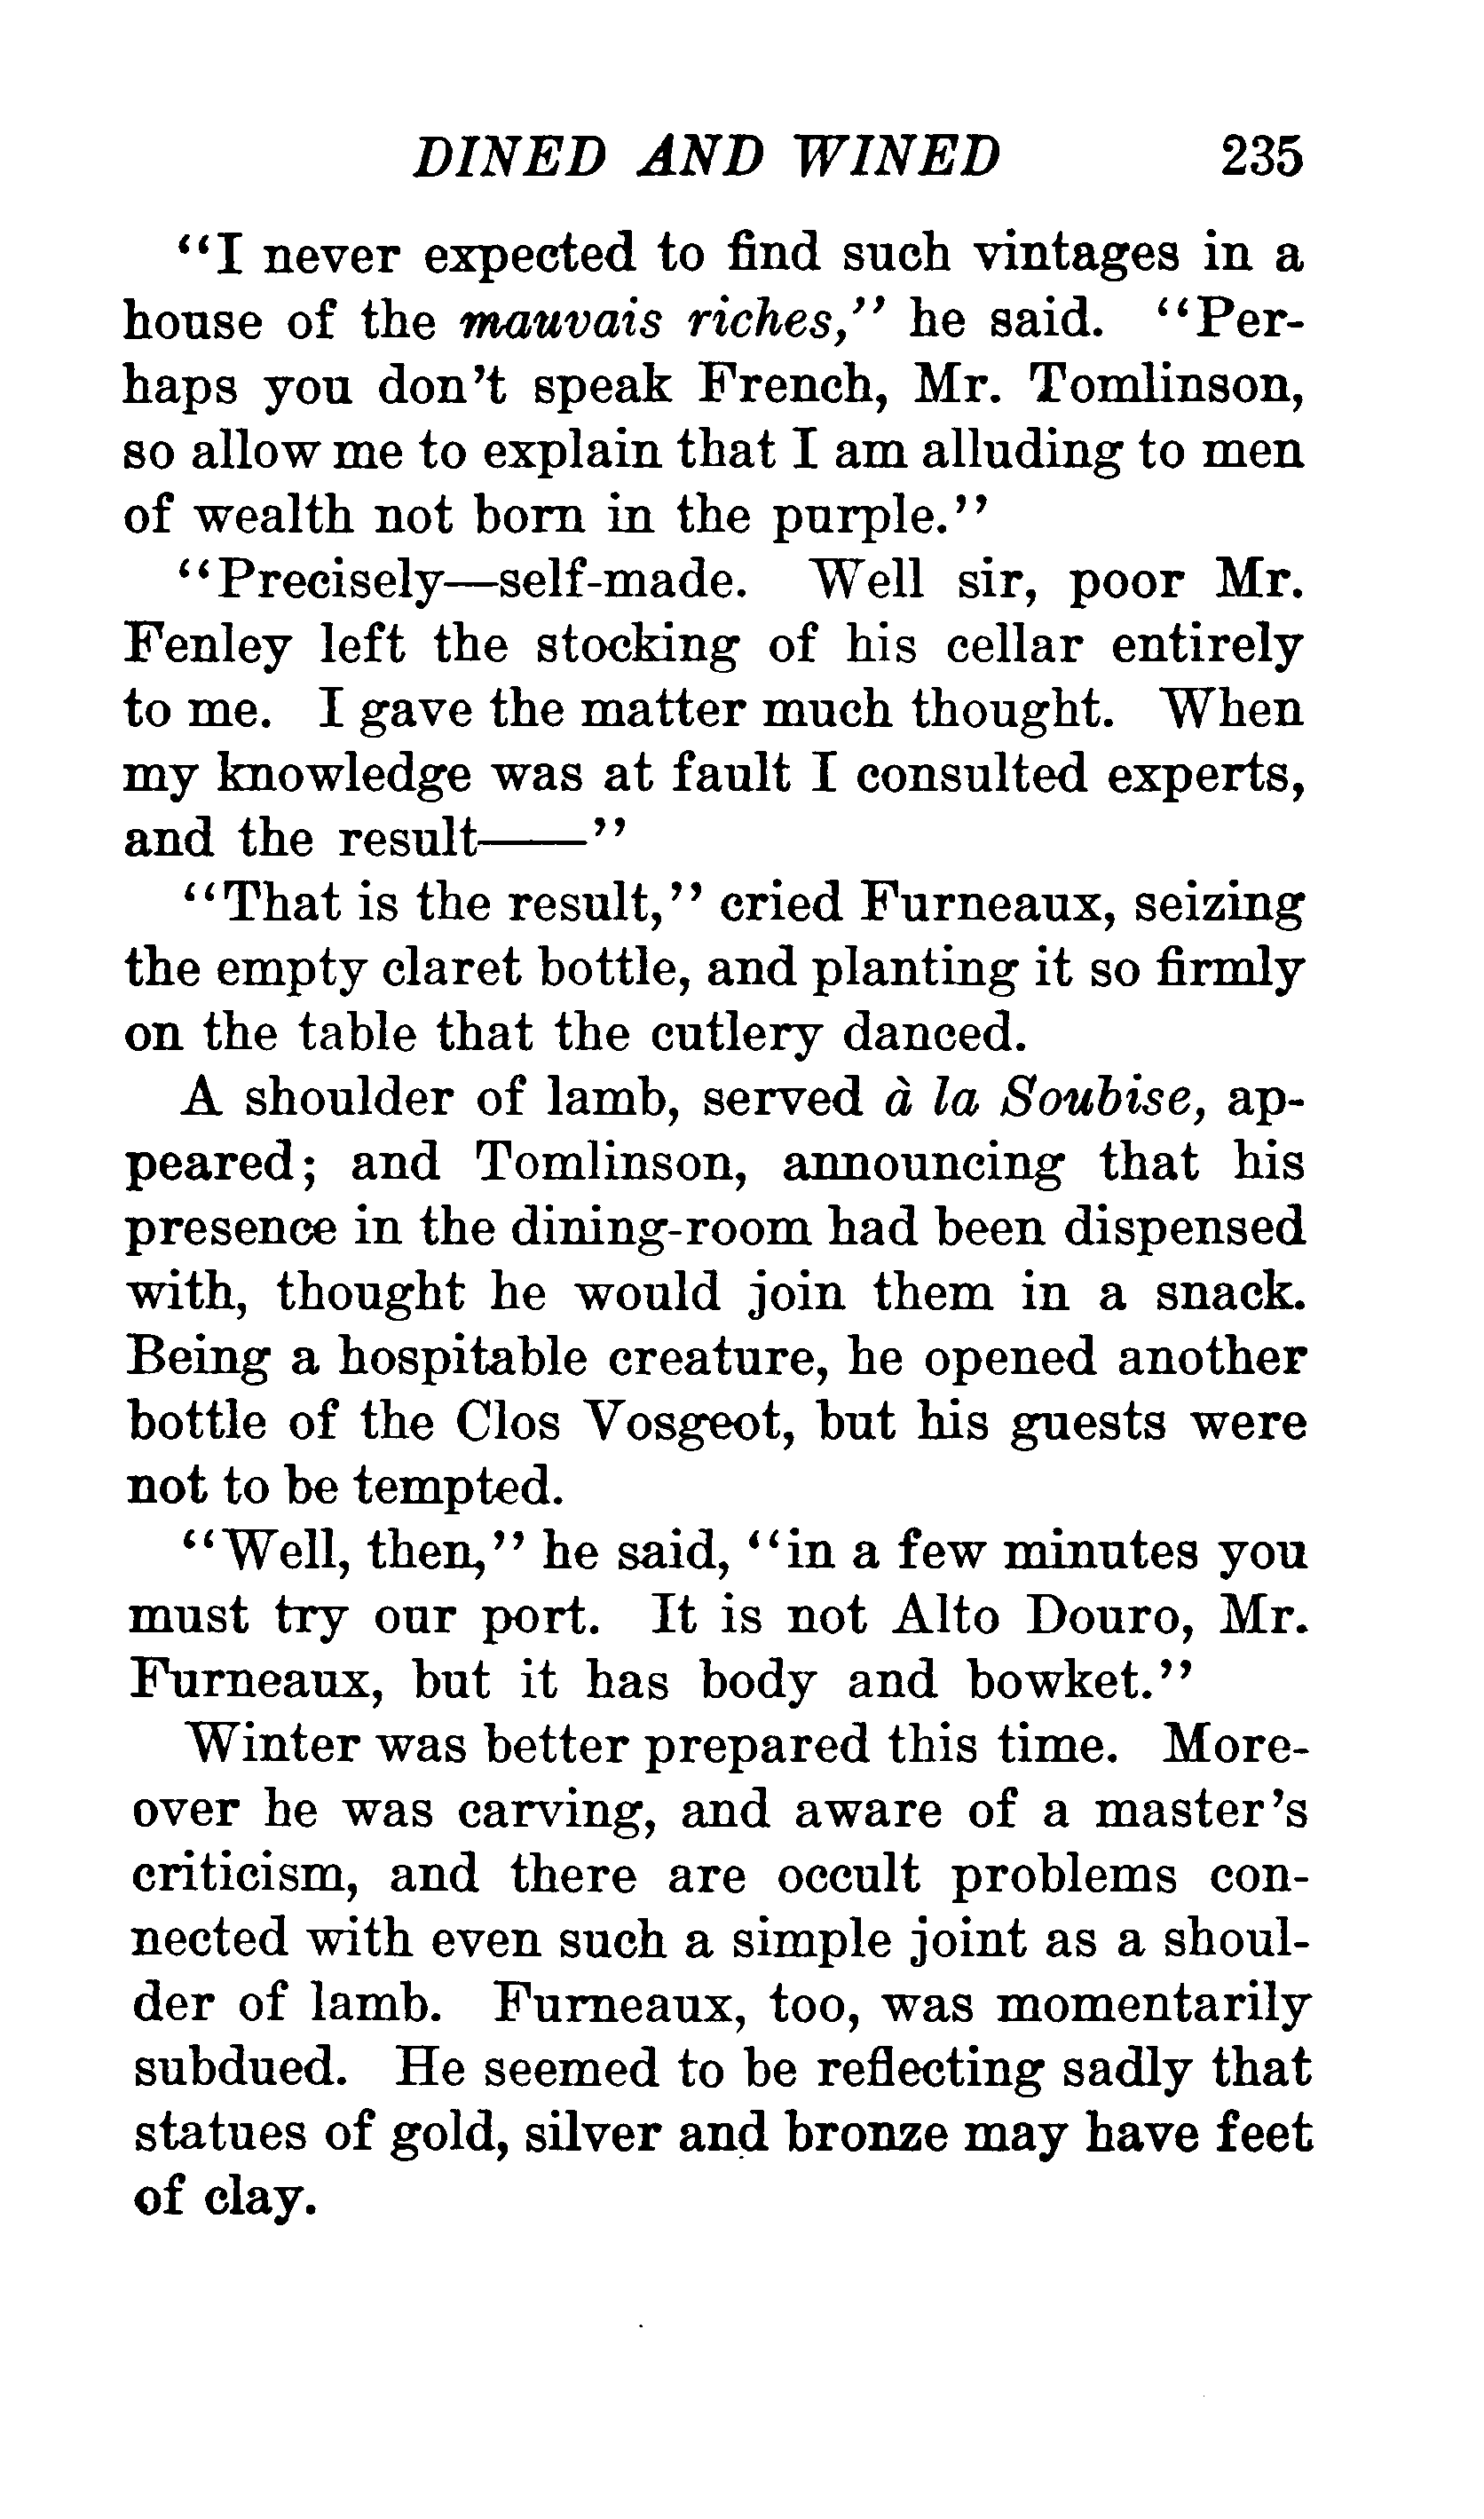 DINED AND WINED 235
"I never expected to find such vintages in a
house of the mauvais riches," he said. "Per-
haps you don't speak French, Mr. Tomlinson,
so allow me to explain that I am alluding to men
of wealth not born in the purple."
"Precisely—self-made. Well sir, poor Mr.
Fenley left the stocking of his cellar entirely
to me. I gave the matter much thought. When
my knowledge was at fault I consulted experts,
and the result——"
"That is the result," cried Furneaux, seizing
the empty claret bottle, and planting it so firmly
on the table that the cutlery danced.
A shoulder of lamb, served à la Soubise, ap-
peared; and Tomlinson, announcing that his
presence in the dining-room had been dispensed
with, thought he would join them in a snack.
Being a hospitable creature, he opened another
bottle of the Clos Vosgeot, but his guests were
not to be tempted.
"Well, then," he said, "in a few minutes you
must try our port. It is not Alto Douro, Mr.
Furneaux, but it has body and bowket."
Winter was better prepared this time. More-
over he was carving, and aware of a master's
criticism, and there are occult problems con-
nected with even such a simple joint as a shoul-
der of lamb. Furneaux, too, was momentarily
subdued. He seemed to be reflecting sadly that
statues of gold, silver and bronze may have feet
of clay.